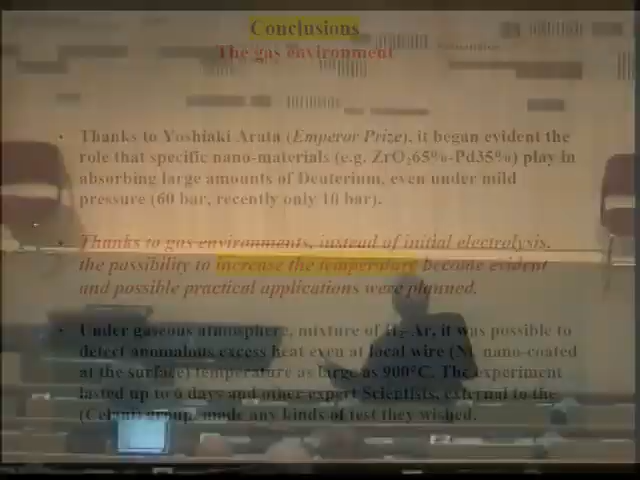 Conclusions
The gas environment
• Thanks to Yoshiaki Arata (Emperor Prize), it began evident the
role that specific nano-materials (e.g. ZrO₂65%-Pd35%) play in
absorbing large amounts of Deuterium, even under mild
pressure (60 bar, recently only 10 bar).
• Thanks to gas environments, instead of initial electrolysis,
the possibility to increase the temperature become evident
and possible practical applications were planned.
• Under gaseous atmosphere, mixture of H₂-Ar, it was possible to
detect anomalous excess heat even at local wire (Ni, nano-coated
at the surface) temperature as large as 900°C. The experiment
lasted up to 6 days and other expert Scientists, external to the
(Celani) group, made any kinds of test they wished.